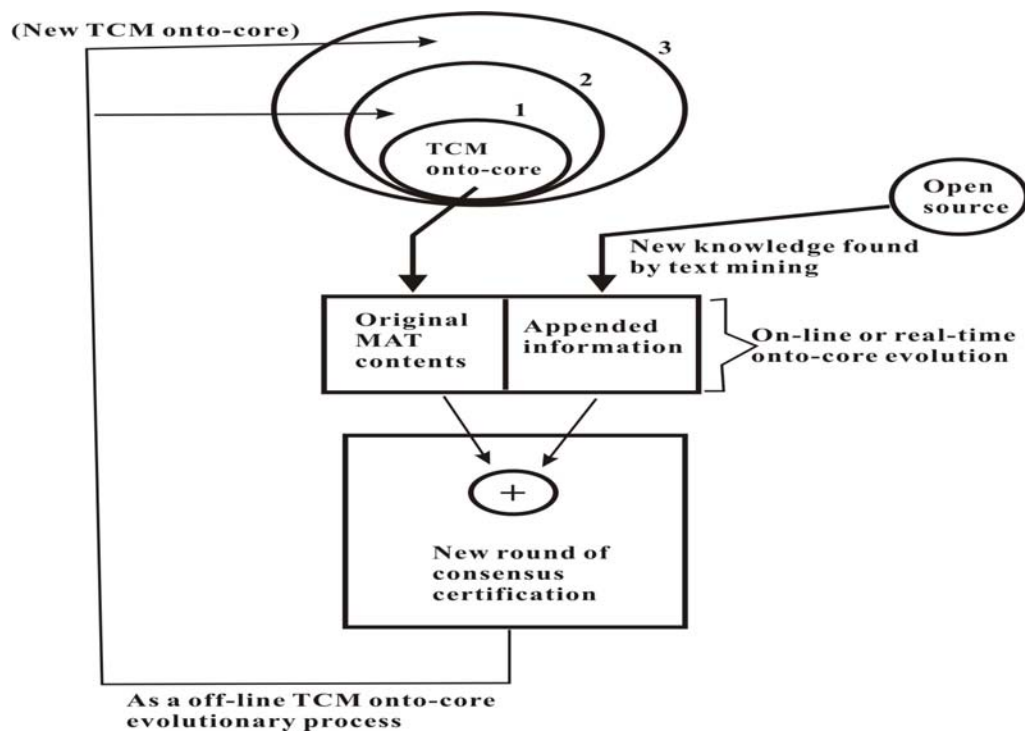 (New TCM onto-core)
3
2
1
TCM
onto-core
Open
source
New knowledge found
by text mining
Original
MAT
contents
Appended
information
On-line or real-time
onto-core evolution
+
New round of
consensus
certification
As a off-line TCM onto-core
evolutionary process